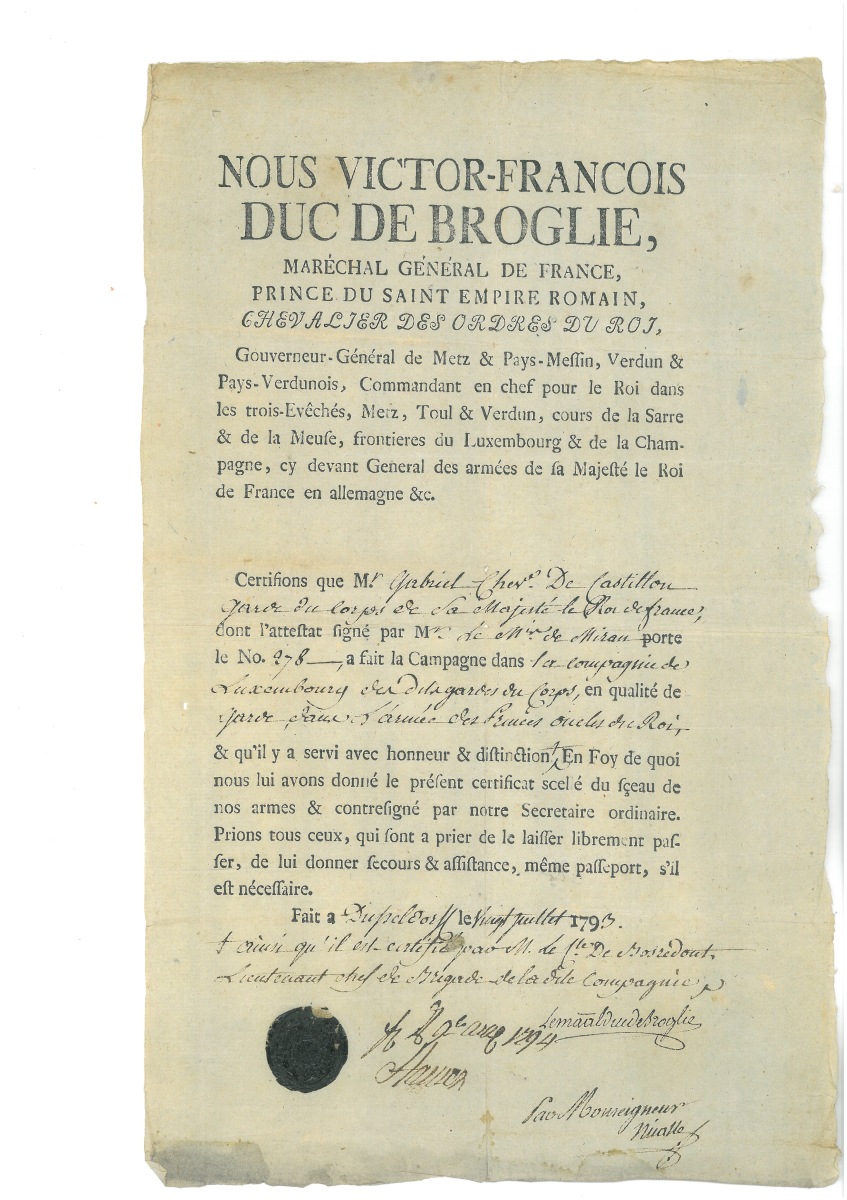 NOUS VICTOR-FRANCOIS
DUC DE BROGLIE,
MARÉCHAL GÉNÉRAL DE FRANCE,
PRINCE DU SAINT EMPIRE ROMAIN,
CHEVALIER DES ORDRES DU ROI,
Gouverneur-Général de Metz & Pays-Meſſin, Verdun &
Pays-Verdunois, Commandant en chef pour le Roi dans
les trois-Evêchés, Metz, Toul & Verdun, cours de la Sarre
& de la Meuſe, frontieres du Luxembourg & de la Cham-
pagne, cy devant General des armées de ſa Majeſté le Roi
de France en allemagne &c.
Certifions que Mr Gabriel Chevr. De Castillon
garde du corps de Sa Majesté le Roi de france,
dont l'atteſtat ſigné par Mr. Le Mis de Miran porte
le No. 278, a fait la Campagne dans la compagnie de
Luxembourg des dits gardes du Corps, en qualité de
garde, dans L'armée des Princes oncles du Roi,
& qu'il y a ſervi avec honneur & diſtinction † En Foy de quoi
nous lui avons donné le préſent certificat ſcellé du ſçeau de
nos armes & contreſigné par notre Secretaire ordinaire.
Prions tous ceux, qui ſont a prier de le laiſſer librement paſ-
ſer, de lui donner ſecours & aſſiſtance, même paſſeport, s'il
est néceſſaire.
Fait a Dusseldorff le vingt juillet 1793.
† ainsi qu'il est certifié par M. le Cte De Bosredont
Lieutenant chef de Brigade de la dite Compagnie
Le mal duc de Broglie
1794
Par Monseigneur